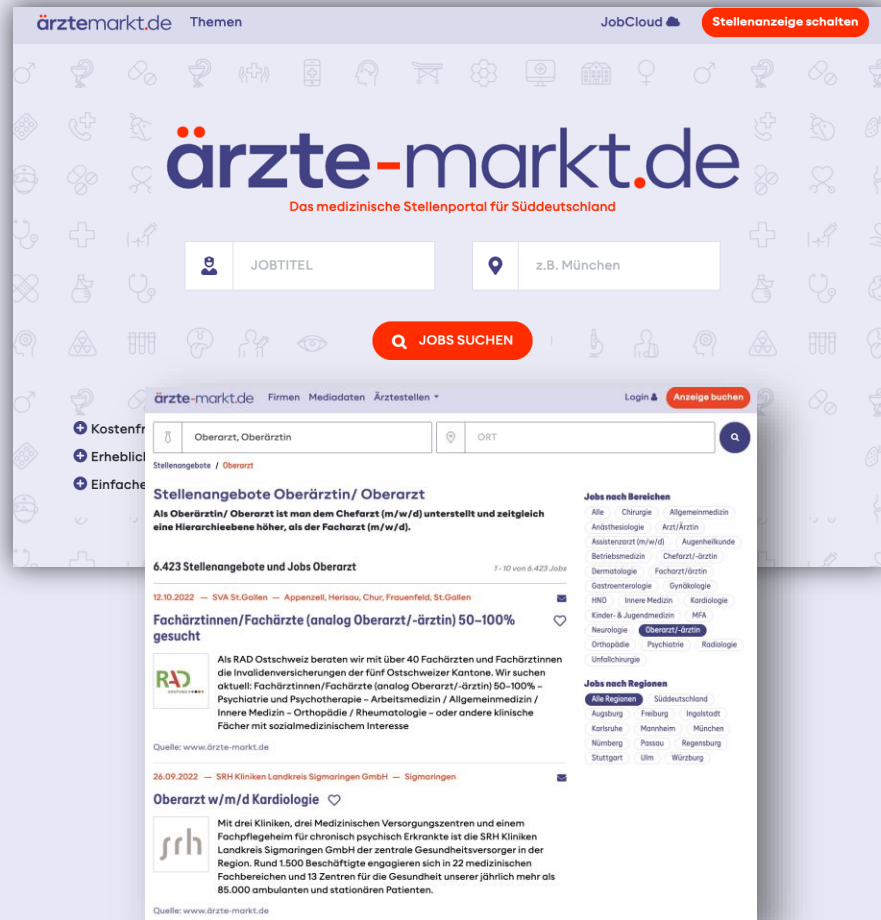 ärztemarkt.de Themen JobCloud Stellenanzeige schalten
ärzte-markt.de
Das medizinische Stellenportal für Süddeutschland
JOBTITEL z.B. München
JOBS SUCHEN
Kostenfr
Erheblic
Einfache
ärzte-markt.de Firmen Mediadaten Ärztestellen Login Anzeige buchen
Oberarzt, Oberärztin ORT
Stellenangebote / Oberarzt
Stellenangebote Oberärztin/ Oberarzt
Als Oberärztin/ Oberarzt ist man dem Chefarzt (m/w/d) unterstellt und zeitgleich
eine Hierarchieebene höher, als der Facharzt (m/w/d).
6.423 Stellenangebote und Jobs Oberarzt 1 - 10 von 6.423 Jobs
12.10.2022 — SVA St.Gallen — Appenzell, Herisau, Chur, Frauenfeld, St.Gallen
Fachärztinnen/Fachärzte (analog Oberarzt/-ärztin) 50–100%
gesucht
RAD
Als RAD Ostschweiz beraten wir mit über 40 Fachärzten und Fachärztinnen
die Invalidenversicherungen der fünf Ostschweizer Kantone. Wir suchen
aktuell: Fachärztinnen/Fachärzte (analog Oberarzt/-ärztin) 50–100% –
Psychiatrie und Psychotherapie – Arbeitsmedizin / Allgemeinmedizin /
Innere Medizin – Orthopädie / Rheumatologie – oder andere klinische
Fächer mit sozialmedizinischem Interesse
Quelle: www.ärzte-markt.de
26.09.2022 — SRH Kliniken Landkreis Sigmaringen GmbH — Sigmaringen
Oberarzt w/m/d Kardiologie
srh
Mit drei Kliniken, drei Medizinischen Versorgungszentren und einem
Fachpflegeheim für chronisch psychisch Erkrankte ist die SRH Kliniken
Landkreis Sigmaringen GmbH der zentrale Gesundheitsversorger in der
Region. Rund 1.500 Beschäftigte engagieren sich in 22 medizinischen
Fachbereichen und 13 Zentren für die Gesundheit unserer jährlich mehr als
85.000 ambulanten und stationären Patienten.
Quelle: www.ärzte-markt.de
Jobs nach Bereichen
Alle Chirurgie Allgemeinmedizin
Anästhesiologie Arzt/Ärztin
Assistenzarzt (m/w/d) Augenheilkunde
Betriebsmedizin Chefarzt/-ärztin
Dermatologie Facharzt/ärztin
Gastroenterologie Gynäkologie
HNO Innere Medizin Kardiologie
Kinder- & Jugendmedizin MFA
Neurologie Oberarzt/-ärztin
Orthopädie Psychiatrie Radiologie
Unfallchirurgie
Jobs nach Regionen
Alle Regionen Süddeutschland
Augsburg Freiburg Ingolstadt
Karlsruhe Mannheim München
Nürnberg Passau Regensburg
Stuttgart Ulm Würzburg